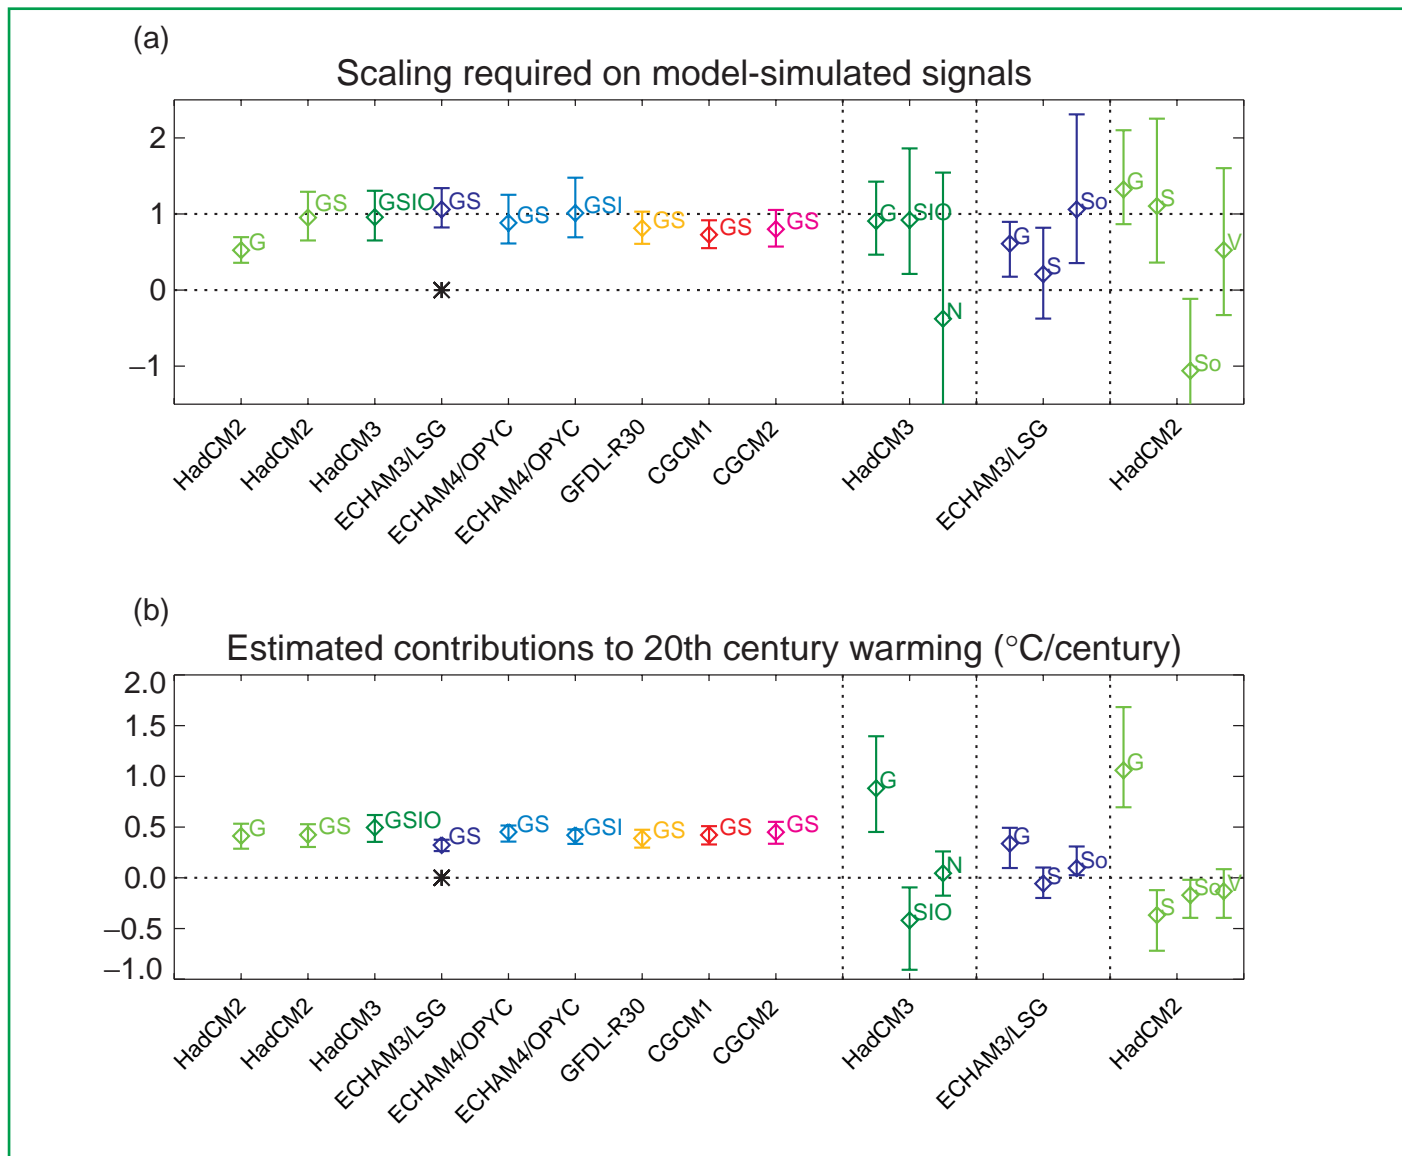 (a)
Scaling required on model-simulated signals
2
1
0
–1
G
GS
GSIO
GS
GS
GSI
GS
GS
GS
G
SIO
N
G
S
So
G
S
So
V
HadCM2
HadCM2
HadCM3
ECHAM3/LSG
ECHAM4/OPYC
ECHAM4/OPYC
GFDL-R30
CGCM1
CGCM2
HadCM3
ECHAM3/LSG
HadCM2
(b)
Estimated contributions to 20th century warming (°C/century)
2.0
1.5
1.0
0.5
0.0
–0.5
–1.0
G
GS
GSIO
GS
GS
GSI
GS
GS
GS
G
SIO
N
G
S
So
G
S
So
V
HadCM2
HadCM2
HadCM3
ECHAM3/LSG
ECHAM4/OPYC
ECHAM4/OPYC
GFDL-R30
CGCM1
CGCM2
HadCM3
ECHAM3/LSG
HadCM2